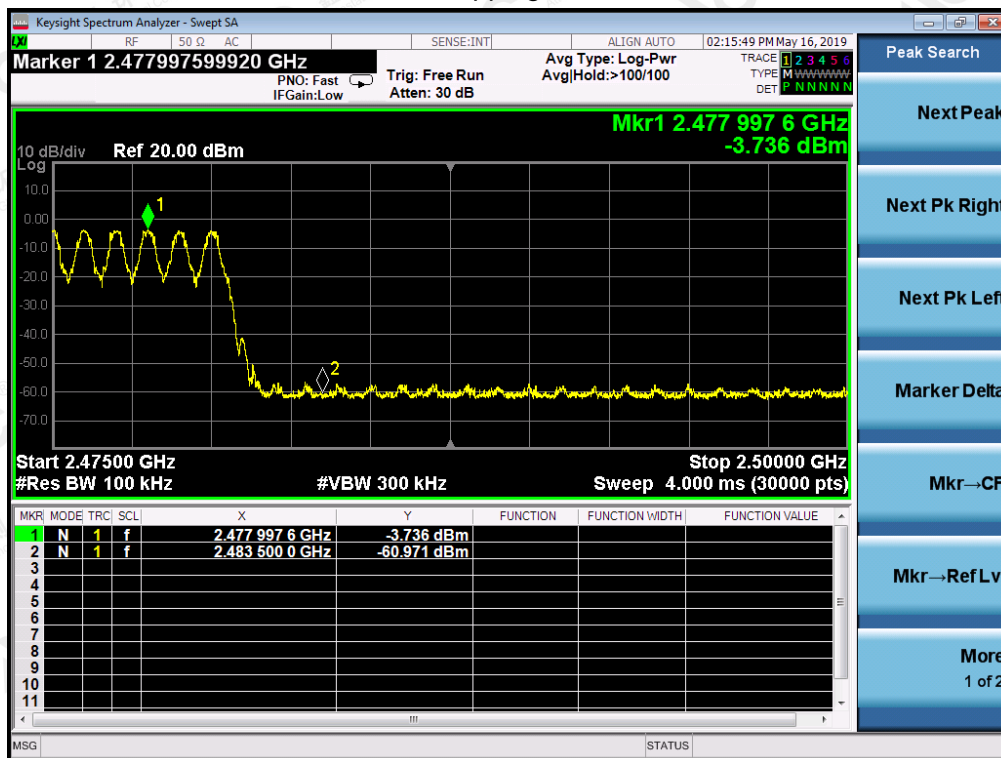 Keysight Spectrum Analyzer - Swept SA
LXI RF 50 Ω AC SENSE:INT ALIGN AUTO 02:15:49 PM May 16, 2019
Marker 1 2.477997599920 GHz
PNO: Fast
IFGain:Low
Trig: Free Run
Atten: 30 dB
Avg Type: Log-Pwr
Avg|Hold:>100/100
TRACE 1 2 3 4 5 6
TYPE M WWWWW
DET P N N N N N
Peak Search
Mkr1 2.477 997 6 GHz
-3.736 dBm
10 dB/div Ref 20.00 dBm
Log
10.0
0.00
-10.0
-20.0
-30.0
-40.0
-50.0
-60.0
-70.0
1
2
Start 2.47500 GHz Stop 2.50000 GHz
#Res BW 100 kHz #VBW 300 kHz Sweep 4.000 ms (30000 pts)
MKR MODE TRC SCL X Y FUNCTION FUNCTION WIDTH FUNCTION VALUE
1 N 1 f 2.477 997 6 GHz -3.736 dBm
2 N 1 f 2.483 500 0 GHz -60.971 dBm
3
4
5
6
7
8
9
10
11
MSG STATUS
Next Peak
Next Pk Right
Next Pk Left
Marker Delta
Mkr→CF
Mkr→Ref Lv
More
1 of 2